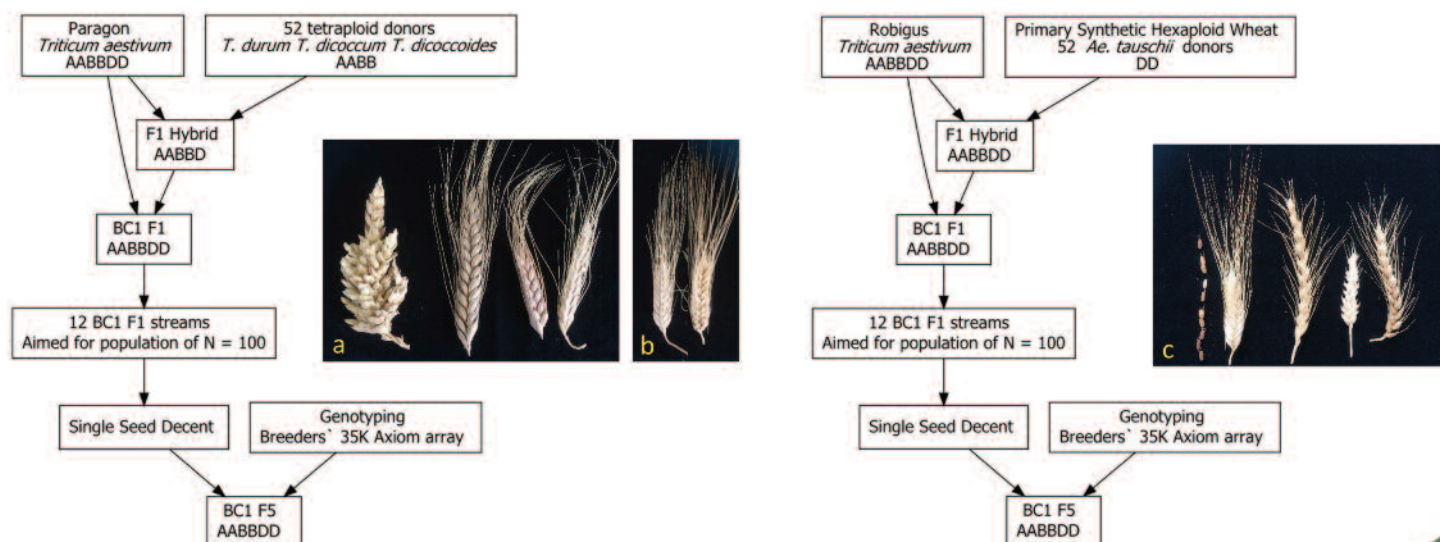 Paragon
Triticum aestivum
AABBDD
52 tetraploid donors
T. durum T. dicoccum T. dicoccoides
AABB
F1 Hybrid
AABBD
BC1 F1
AABBDD
12 BC1 F1 streams
Aimed for population of N = 100
Single Seed Decent
Genotyping
Breeders` 35K Axiom array
BC1 F5
AABBDD
a
b
Robigus
Triticum aestivum
AABBDD
Primary Synthetic Hexaploid Wheat
52 Ae. tauschii donors
DD
F1 Hybrid
AABBDD
BC1 F1
AABBDD
12 BC1 F1 streams
Aimed for population of N = 100
Single Seed Decent
Genotyping
Breeders` 35K Axiom array
BC1 F5
AABBDD
c